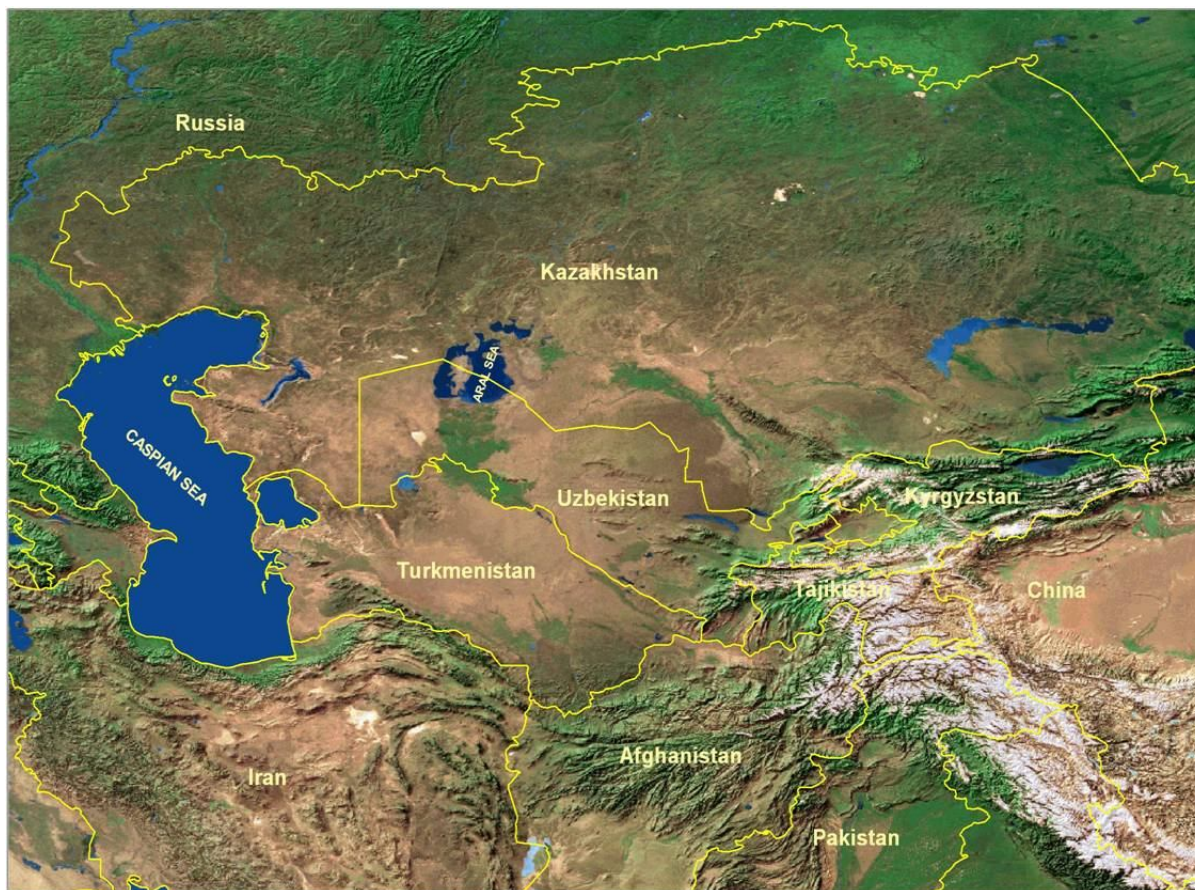 Russia
Kazakhstan
ARAL SEA
CASPIAN SEA
Uzbekistan
Kyrgyzstan
Turkmenistan
Tajikistan
China
Afghanistan
Iran
Pakistan